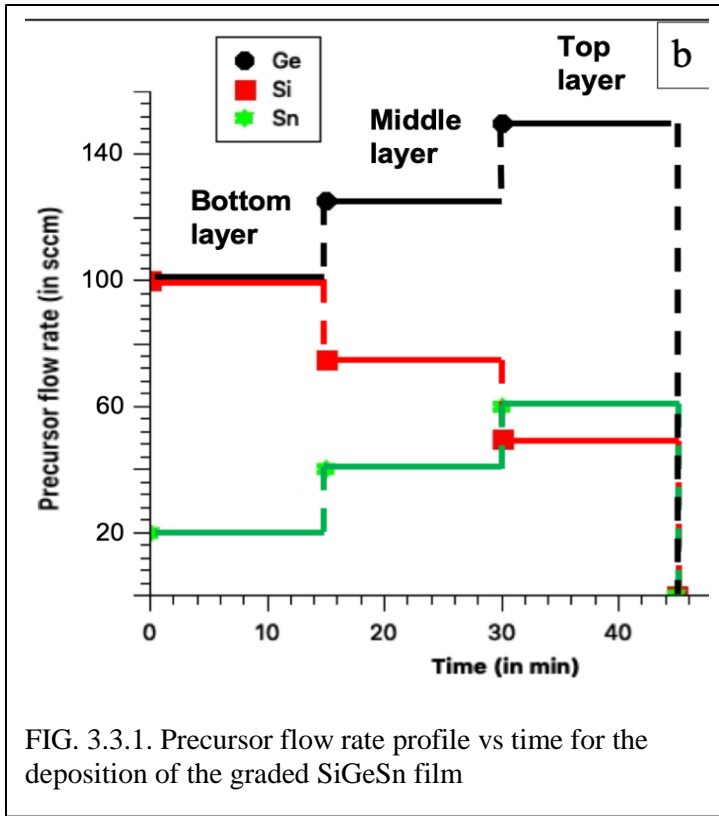 b
Ge
Si
Sn
Top
layer
Middle
layer
Bottom
layer
Precursor flow rate (in sccm)
140
100
60
20
0
10
20
30
40
Time (in min)
FIG. 3.3.1. Precursor flow rate profile vs time for the
deposition of the graded SiGeSn film